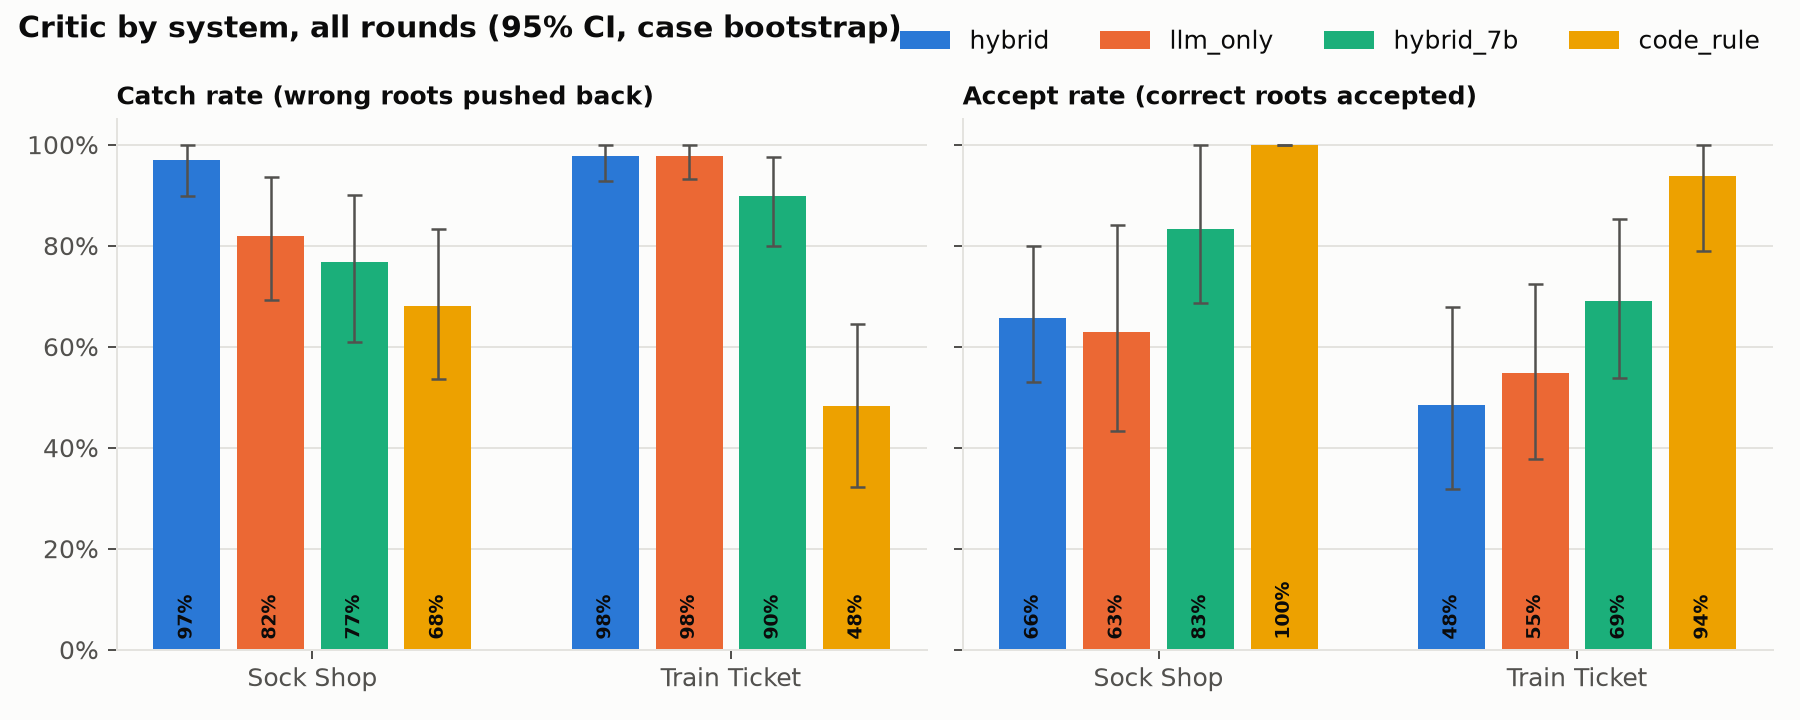 Critic by system, all rounds (95% CI, case bootstrap)
hybrid llm_only hybrid_7b code_rule
Catch rate (wrong roots pushed back)
100%
80%
60%
40%
20%
0%
97% 82% 77% 68% 98% 98% 90% 48%
Sock Shop Train Ticket
Accept rate (correct roots accepted)
66% 63% 83% 100% 48% 55% 69% 94%
Sock Shop Train Ticket